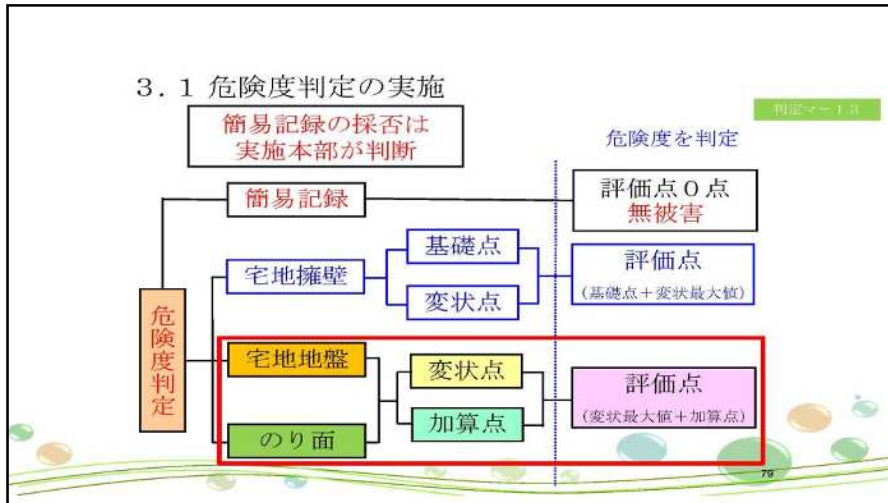 ３.１ 危険度判定の実施
判定マー１３
簡易記録の採否は
実施本部が判断
危険度を判定
簡易記録
評価点０点
無被害
宅地擁壁
基礎点
変状点
評価点
(基礎点＋変状最大値)
危険度判定
宅地地盤
のり面
変状点
加算点
評価点
(変状最大値＋加算点)
79